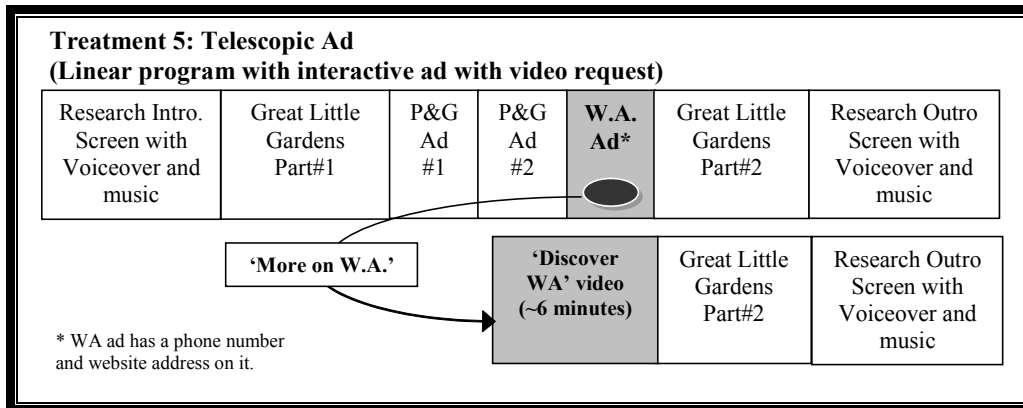 Treatment 5: Telescopic Ad
(Linear program with interactive ad with video request)
Research Intro.
Screen with
Voiceover and
music
Great Little
Gardens
Part#1
P&G
Ad
#1
P&G
Ad
#2
W.A.
Ad*
Great Little
Gardens
Part#2
Research Outro
Screen with
Voiceover and
music
‘More on W.A.’
‘Discover
WA’ video
(~6 minutes)
Great Little
Gardens
Part#2
Research Outro
Screen with
Voiceover and
music
* WA ad has a phone number
and website address on it.